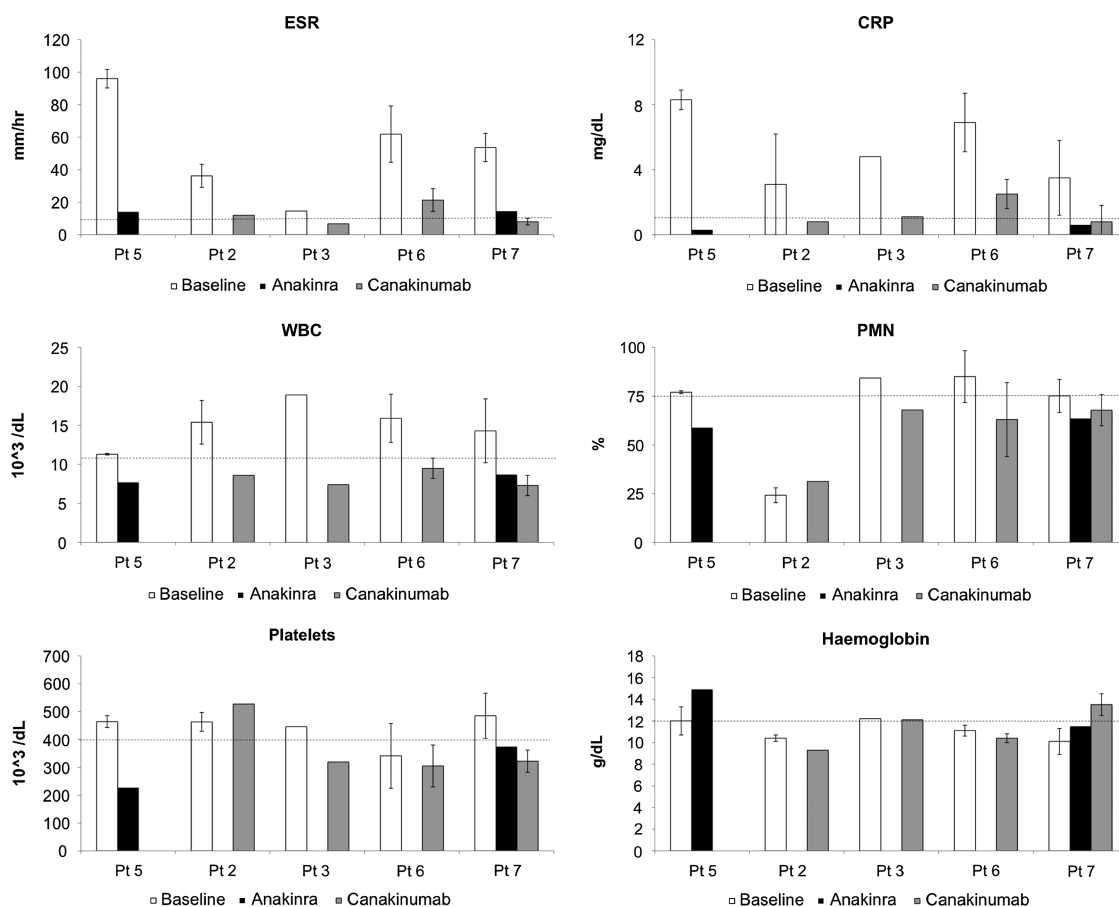 ESR
mm/hr
120
100
80
60
40
20
0
Pt 5 Pt 2 Pt 3 Pt 6 Pt 7
Baseline Anakinra Canakinumab
CRP
mg/dL
12
8
4
0
Pt 5 Pt 2 Pt 3 Pt 6 Pt 7
Baseline Anakinra Canakinumab
WBC
10^3 /dL
25
20
15
10
5
0
Pt 5 Pt 2 Pt 3 Pt 6 Pt 7
Baseline Anakinra Canakinumab
PMN
%
100
75
50
25
0
Pt 5 Pt 2 Pt 3 Pt 6 Pt 7
Baseline Anakinra Canakinumab
Platelets
10^3 /dL
700
600
500
400
300
200
100
0
Pt 5 Pt 2 Pt 3 Pt 6 Pt 7
Baseline Anakinra Canakinumab
Haemoglobin
g/dL
18
16
14
12
10
8
6
4
2
0
Pt 5 Pt 2 Pt 3 Pt 6 Pt 7
Baseline Anakinra Canakinumab